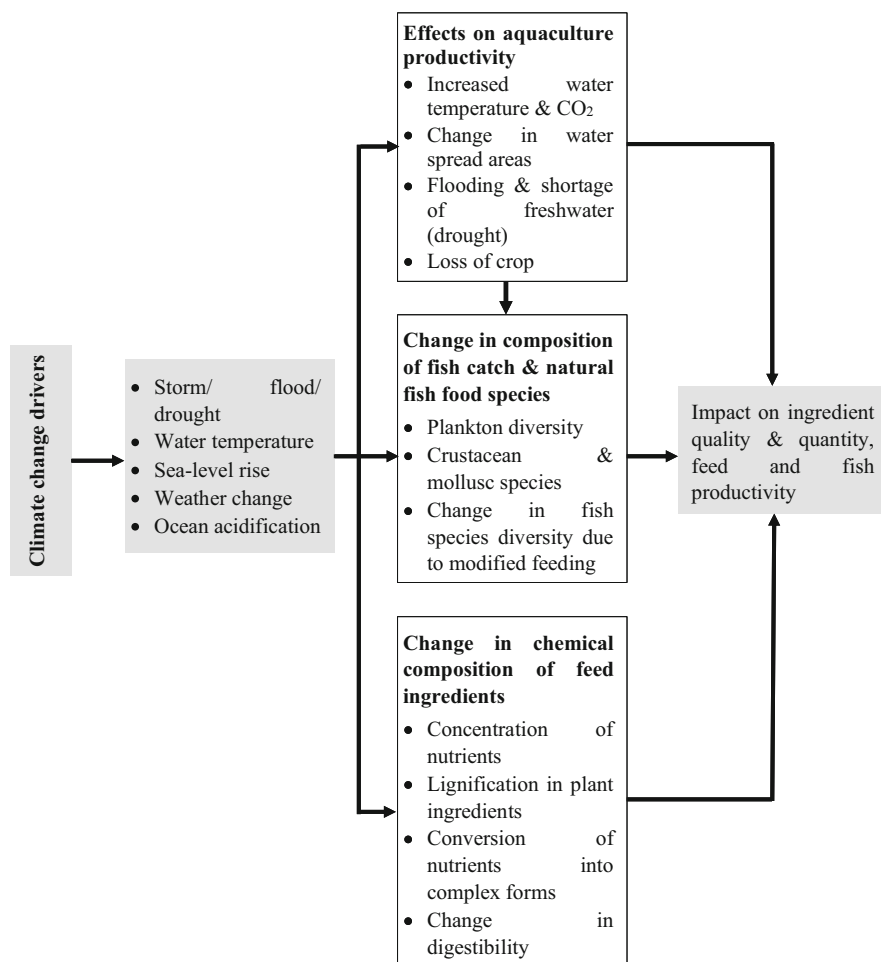 Climate change drivers
• Storm/ flood/
drought
• Water temperature
• Sea-level rise
• Weather change
• Ocean acidification
Effects on aquaculture
productivity
• Increased water
temperature & CO₂
• Change in water
spread areas
• Flooding & shortage
of freshwater
(drought)
• Loss of crop
Change in composition
of fish catch & natural
fish food species
• Plankton diversity
• Crustacean &
mollusc species
• Change in fish
species diversity due
to modified feeding
Change in chemical
composition of feed
ingredients
• Concentration of
nutrients
• Lignification in plant
ingredients
• Conversion of
nutrients into
complex forms
• Change in
digestibility
Impact on ingredient
quality & quantity,
feed and fish
productivity